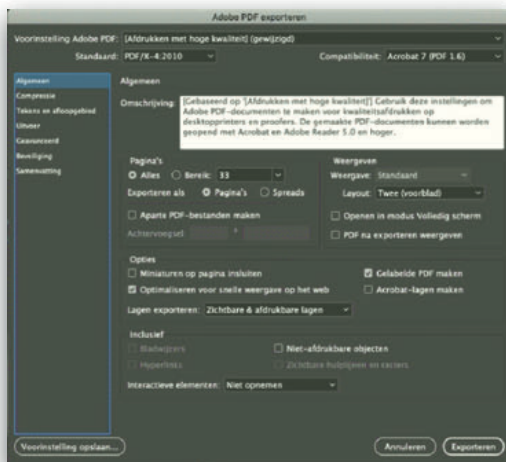 Adobe PDF exporteren
Voorinstelling Adobe PDF: [Afdrukken met hoge kwaliteit] (gewijzigd)
Standaard: PDF/X-4:2010 Compatibiliteit: Acrobat 7 (PDF 1.6)
Algemeen
Compressie
Tekens en afloopgebied
Uitvoer
Geavanceerd
Beveiliging
Samenvatting
Algemeen
Omschrijving: [Gebaseerd op '[Afdrukken met hoge kwaliteit]'] Gebruik deze instellingen om
Adobe PDF-documenten te maken voor kwaliteitsafdrukken op
desktopprinters en proofers. De gemaakte PDF-documenten kunnen worden
geopend met Acrobat en Adobe Reader 5.0 en hoger.
Pagina's
Alles Bereik: 33
Exporteren als Pagina's Spreads
Aparte PDF-bestanden maken
Achtervoegsel
Weergeven
Weergave: Standaard
Layout: Twee (voorblad)
Openen in modus Volledig scherm
PDF na exporteren weergeven
Opties
Miniaturen op pagina insluiten Gelabelde PDF maken
Optimaliseren voor snelle weergave op het web Acrobat-lagen maken
Lagen exporteren: Zichtbare & afdrukbare lagen
Inclusief
Bladwijzers Niet-afdrukbare objecten
Hyperlinks Zichtbare hulplijnen en rasters
Interactieve elementen: Niet opnemen
Voorinstelling opslaan... Annuleren Exporteren